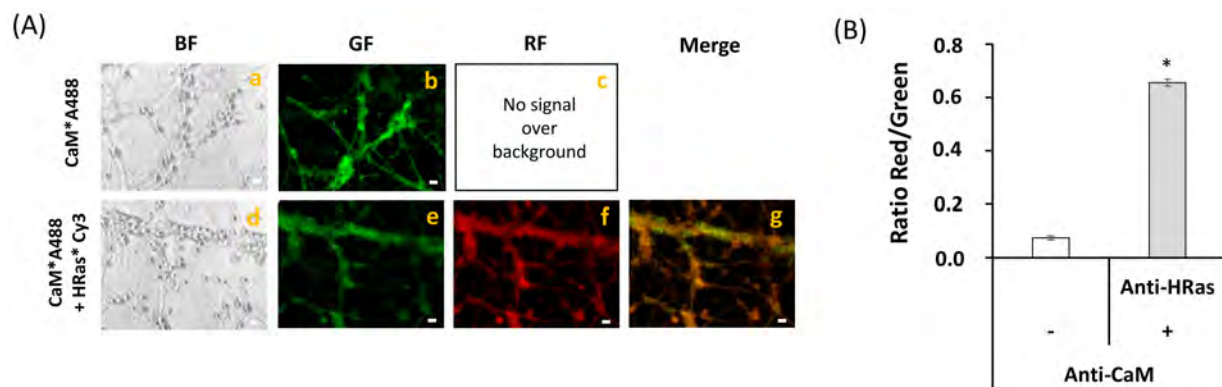 (A)
BF GF RF Merge
CaM*A488
a
b
c
No signal
over
background
CaM*A488
+ HRas* Cy3
d
e
f
g
(B)
Ratio Red/Green
0.8
0.6
0.4
0.2
0.0
*
Anti-HRas
- +
Anti-CaM